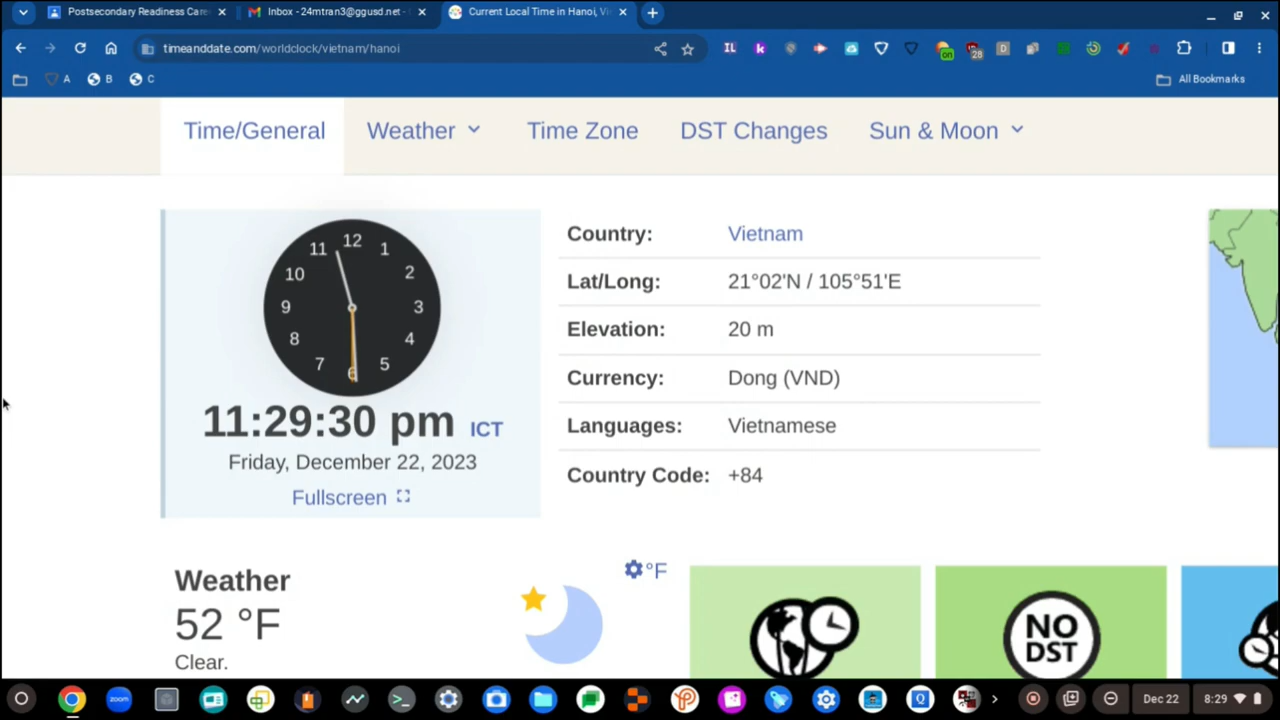 Postsecondary Readiness Care
Inbox - 24mtran3@ggusd.net -
Current Local Time in Hanoi, Vi
timeanddate.com/worldclock/vietnam/hanoi
IL
k
on
28
D
A
B
C
All Bookmarks
Time/General
Weather
Time Zone
DST Changes
Sun & Moon
12
1
2
3
4
5
6
7
8
9
10
11
11:29:30 pm ICT
Friday, December 22, 2023
Fullscreen
Country: Vietnam
Lat/Long: 21°02'N / 105°51'E
Elevation: 20 m
Currency: Dong (VND)
Languages: Vietnamese
Country Code: +84
Weather
°F
52 °F
Clear.
NO
DST
zoom
Q
Dec 22
8:29